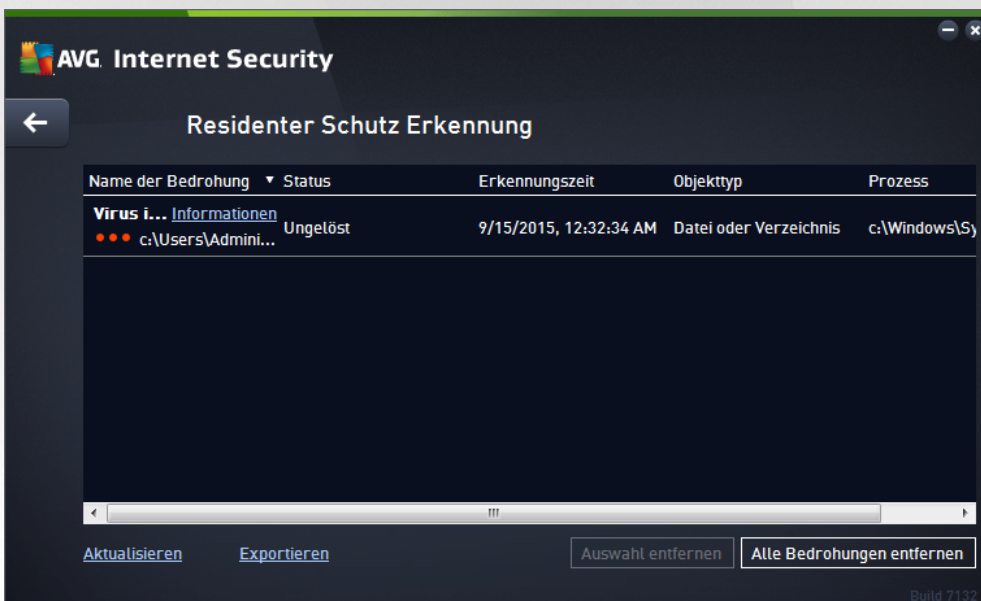 AVG. Internet Security
Residenter Schutz Erkennung
Name der Bedrohung Status Erkennungszeit Objekttyp Prozess
Virus i... Informationen
c:\Users\Admini... Ungelöst 9/15/2015, 12:32:34 AM Datei oder Verzeichnis c:\Windows\Sy
Aktualisieren Exportieren Auswahl entfernen Alle Bedrohungen entfernen
Build 7132